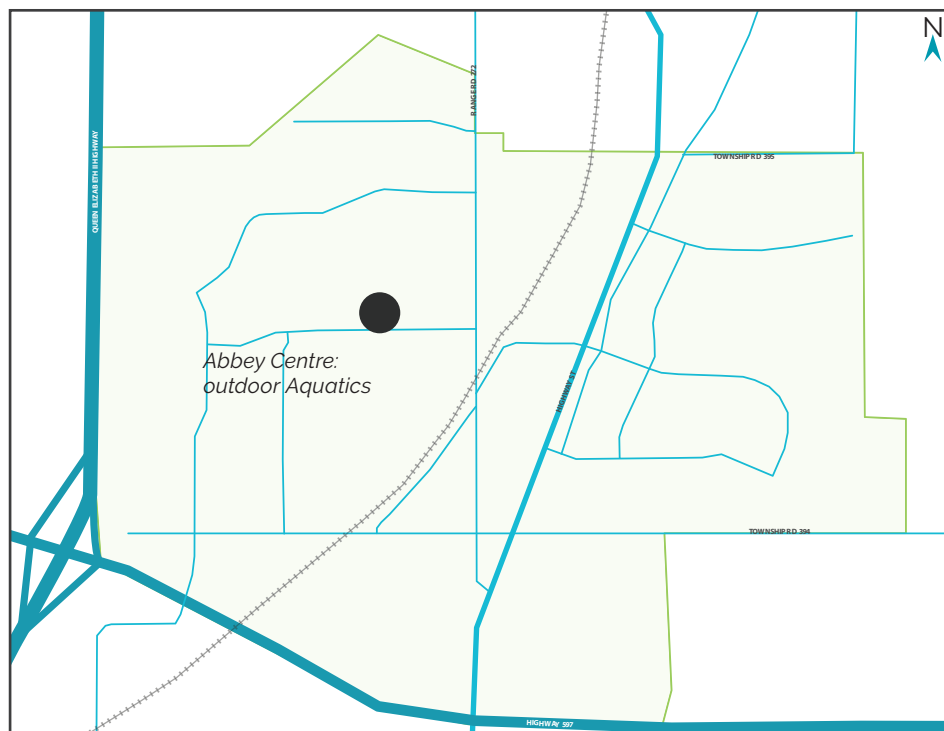 N
RANGE RD 272
QUEEN ELIZABETH II HIGHWAY
TOWNSHIP RD 395
Abbey Centre:
outdoor Aquatics
HIGHWAY ST
TOWNSHIP RD 394
HIGHWAY 597